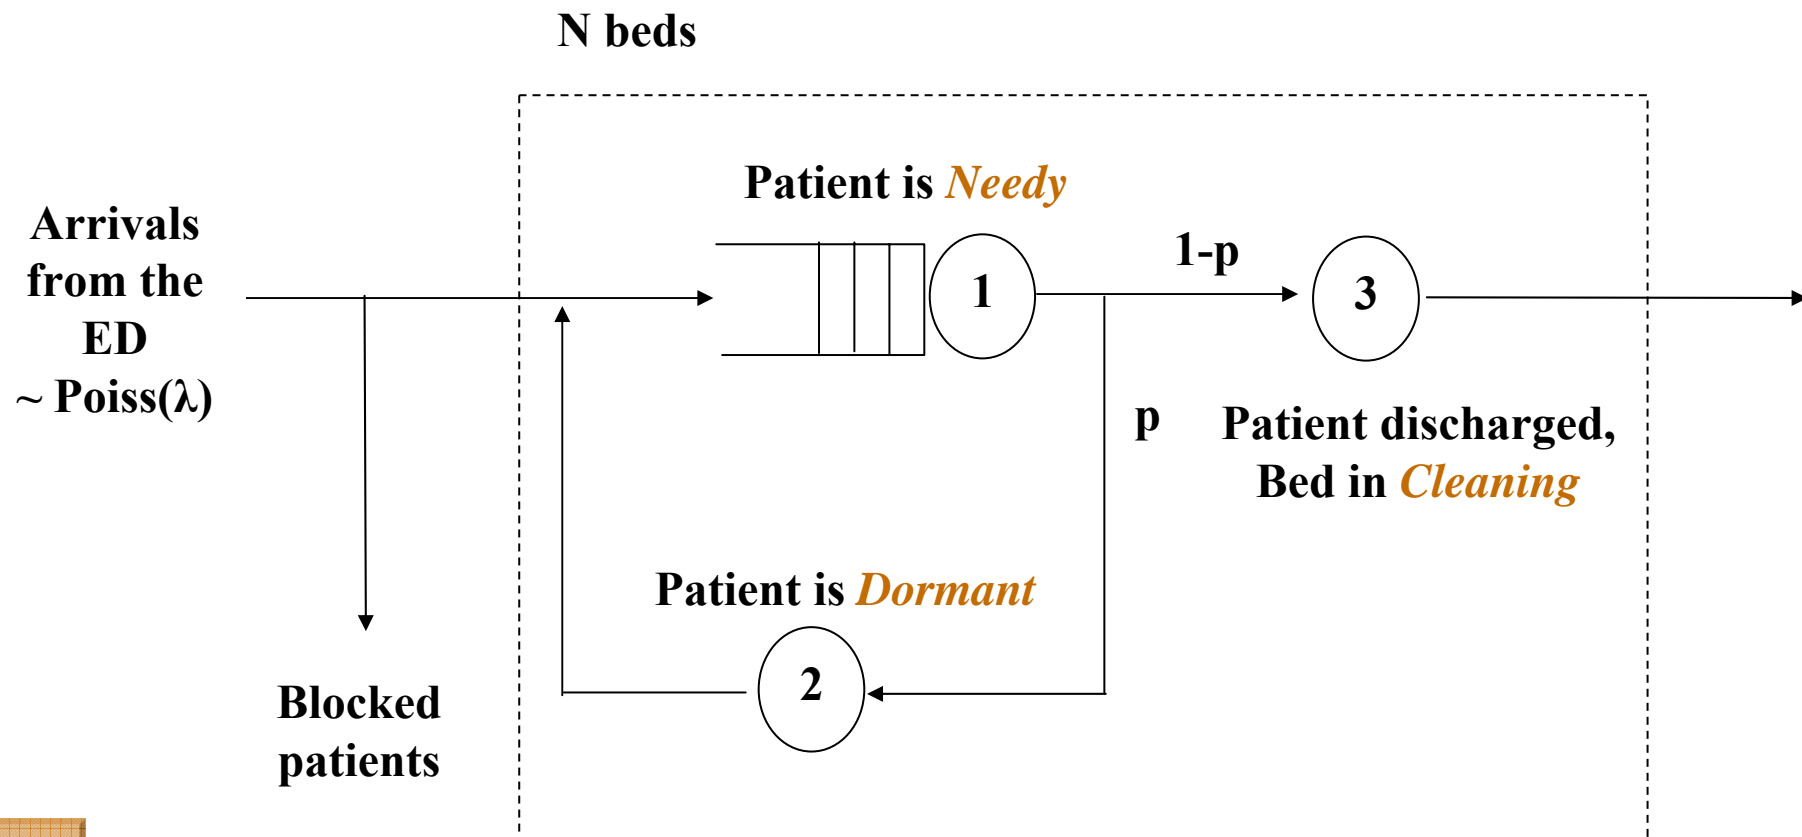 N beds
Patient is Needy
Arrivals
from the
ED
~ Poiss(λ)
1
1-p
3
p
Patient discharged,
Bed in Cleaning
Patient is Dormant
2
Blocked
patients